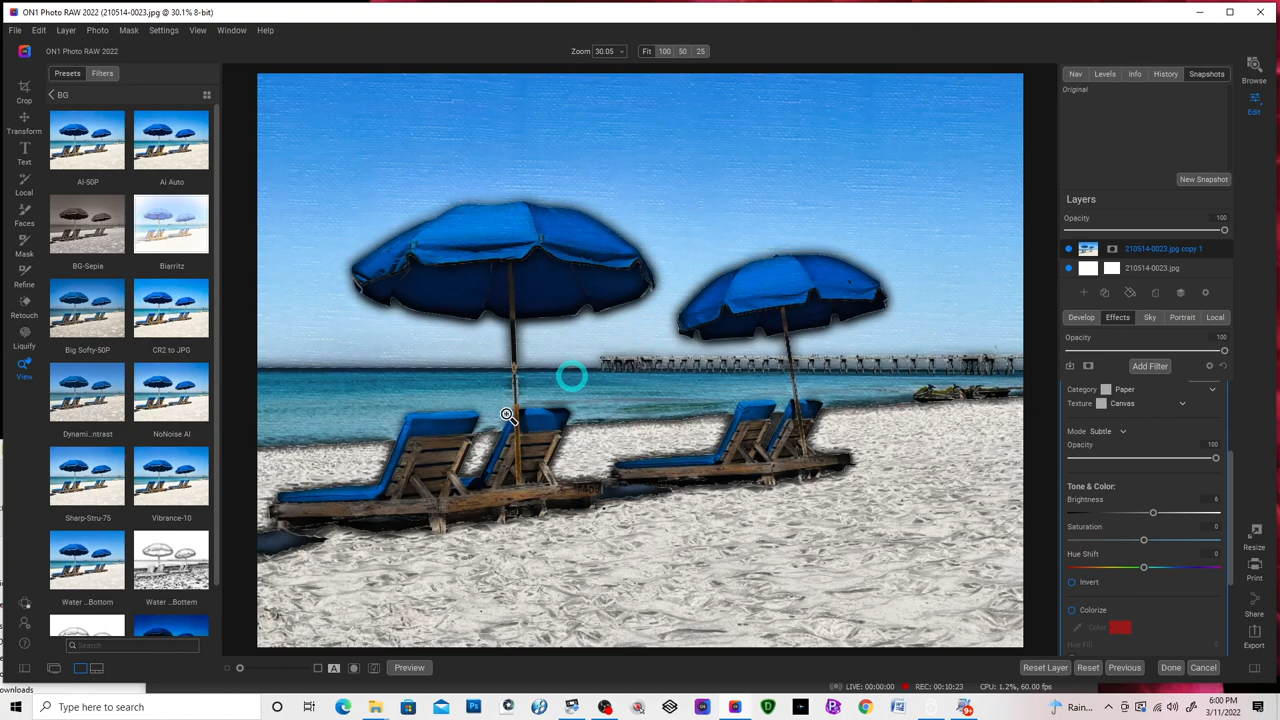 ON1 Photo RAW 2022 (210514-0023.jpg @ 30.1% 8-bit)
File Edit Layer Photo Mask Settings View Window Help
ON1 Photo RAW 2022
Zoom 30.05 Fit 100 50 25
Presets Filters
Nav Levels Info History Snapshots
Browse
Crop
BG
Original
Edit
Transform
Text
AI-50P Ai Auto
New Snapshot
Local
Layers
Faces
Opacity 100
Mask
210514-0023.jpg copy 1
BG-Sepia Biarritz
210514-0023.jpg
Refine
Retouch
Develop Effects Sky Portrait Local
Liquify
Opacity 100
Big Softy-50P CR2 to JPG
Add Filter
View
Category Paper
Texture Canvas
Mode Subtle
Dynami...ntrast NoNoise AI
Opacity 100
Tone & Color:
Brightness 6
Sharp-Stru-75 Vibrance-10
Saturation 0
Resize
Hue Shift 0
Print
Invert
Water ...Bottom Water ...Bottem
Colorize
Share
Color
Search
Hue Fill
Export
A Preview
Reset Layer Reset Previous Done Cancel
ownloads
LIVE: 00:00:00 REC: 00:10:23 CPU: 1.2%, 60.00 fps
Type here to search
Ps
Rain...
6:00 PM
3/11/2022